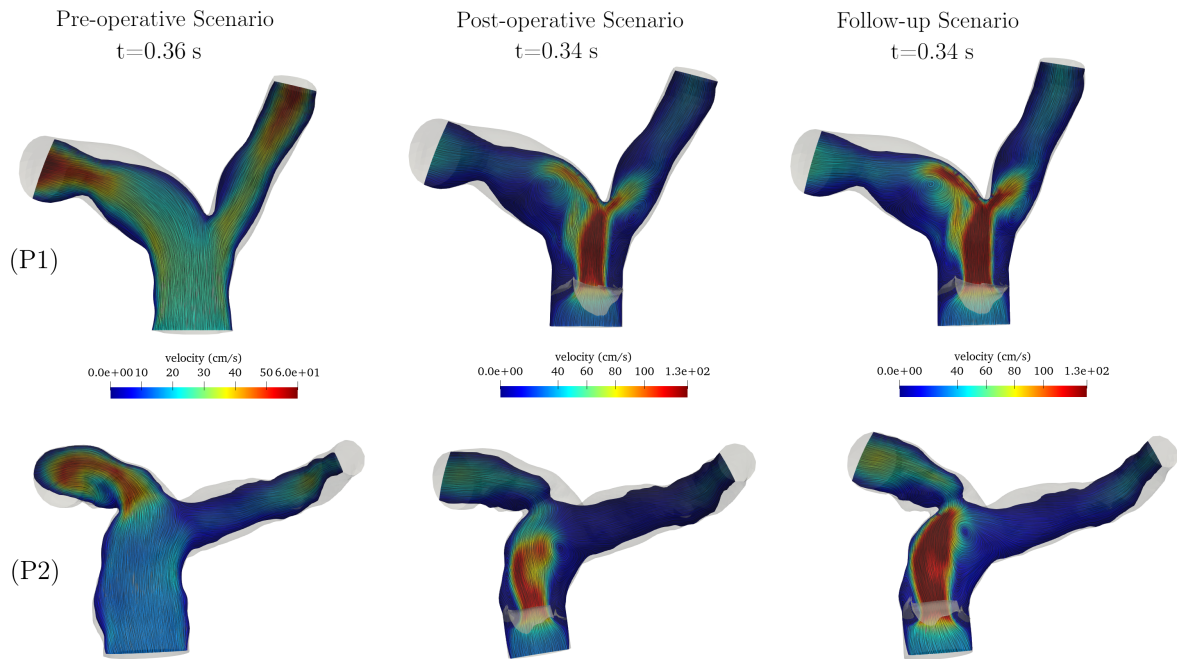 Pre-operative Scenario
t=0.36 s
Post-operative Scenario
t=0.34 s
Follow-up Scenario
t=0.34 s
(P1)
velocity (cm/s)
0.0e+00 10 20 30 40 50 6.0e+01
velocity (cm/s)
0.0e+00 40 60 80 100 1.3e+02
velocity (cm/s)
0.0e+00 40 60 80 100 1.3e+02
(P2)